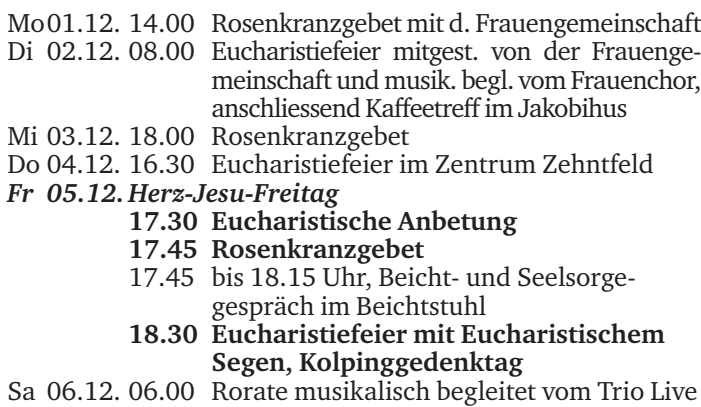 Mo 01.12. 14.00 Rosenkranzgebet mit d. Frauengemeinschaft
Di 02.12. 08.00 Eucharistiefeier mitgest. von der Frauenge-
meinschaft und musik. begl. vom Frauenchor,
anschliessend Kaffeetreff im Jakobihus
Mi 03.12. 18.00 Rosenkranzgebet
Do 04.12. 16.30 Eucharistiefeier im Zentrum Zehntfeld
Fr 05.12. Herz-Jesu-Freitag
17.30 Eucharistische Anbetung
17.45 Rosenkranzgebet
17.45 bis 18.15 Uhr, Beicht- und Seelsorge-
gespräch im Beichtstuhl
18.30 Eucharistiefeier mit Eucharistischem
Segen, Kolpinggedenktag
Sa 06.12. 06.00 Rorate musikalisch begleitet vom Trio Live